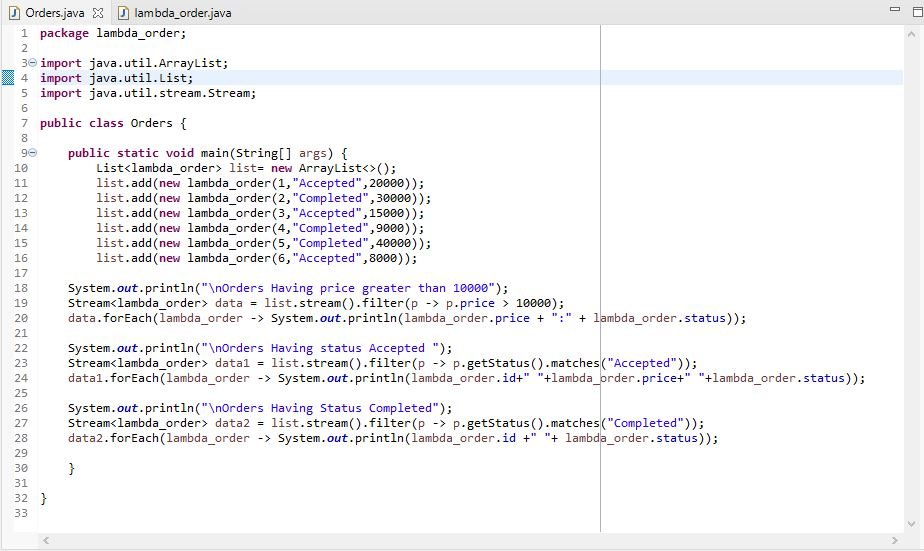 Orders.java lambda_order.java
1 package lambda_order;
2
3 import java.util.ArrayList;
4 import java.util.List;
5 import java.util.stream.Stream;
6
7 public class Orders {
8
9 public static void main(String[] args) {
10 List<lambda_order> list= new ArrayList<>();
11 list.add(new lambda_order(1,"Accepted",20000));
12 list.add(new lambda_order(2,"Completed",30000));
13 list.add(new lambda_order(3,"Accepted",15000));
14 list.add(new lambda_order(4,"Completed",9000));
15 list.add(new lambda_order(5,"Completed",40000));
16 list.add(new lambda_order(6,"Accepted",8000));
17
18 System.out.println("\nOrders Having price greater than 10000");
19 Stream<lambda_order> data = list.stream().filter(p -> p.price > 10000);
20 data.forEach(lambda_order -> System.out.println(lambda_order.price + ":" + lambda_order.status));
21
22 System.out.println("\nOrders Having status Accepted ");
23 Stream<lambda_order> data1 = list.stream().filter(p -> p.getStatus().matches("Accepted"));
24 data1.forEach(lambda_order -> System.out.println(lambda_order.id+" "+lambda_order.price+" "+lambda_order.status));
25
26 System.out.println("\nOrders Having Status Completed");
27 Stream<lambda_order> data2 = list.stream().filter(p -> p.getStatus().matches("Completed"));
28 data2.forEach(lambda_order -> System.out.println(lambda_order.id +" "+ lambda_order.status));
29
30 }
31
32 }
33